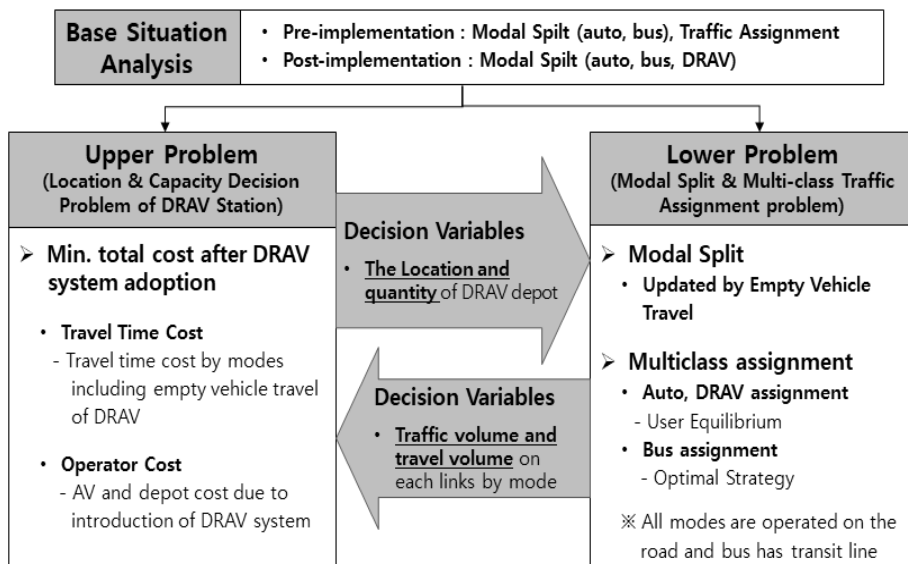 Base Situation
Analysis
• Pre-implementation : Modal Spilt (auto, bus), Traffic Assignment
• Post-implementation : Modal Spilt (auto, bus, DRAV)
Upper Problem
(Location & Capacity Decision
Problem of DRAV Station)
➢ Min. total cost after DRAV
system adoption
• Travel Time Cost
- Travel time cost by modes
including empty vehicle travel
of DRAV
• Operator Cost
- AV and depot cost due to
introduction of DRAV system
Decision Variables
• The Location and
quantity of DRAV depot
Decision Variables
• Traffic volume and
travel volume on
each links by mode
Lower Problem
(Modal Split & Multi-class Traffic
Assignment problem)
➢ Modal Split
• Updated by Empty Vehicle
Travel
➢ Multiclass assignment
• Auto, DRAV assignment
- User Equilibrium
• Bus assignment
- Optimal Strategy
※ All modes are operated on the
road and bus has transit line